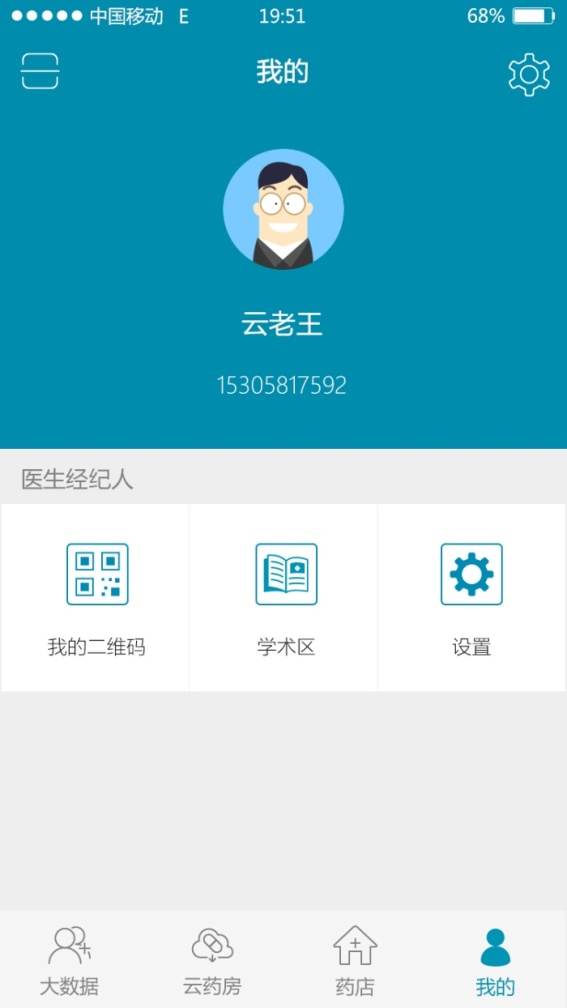 中国移动 E 19:51 68%
我的
云老王
15305817592
医生经纪人
我的二维码 学术区 设置
大数据 云药房 药店 我的